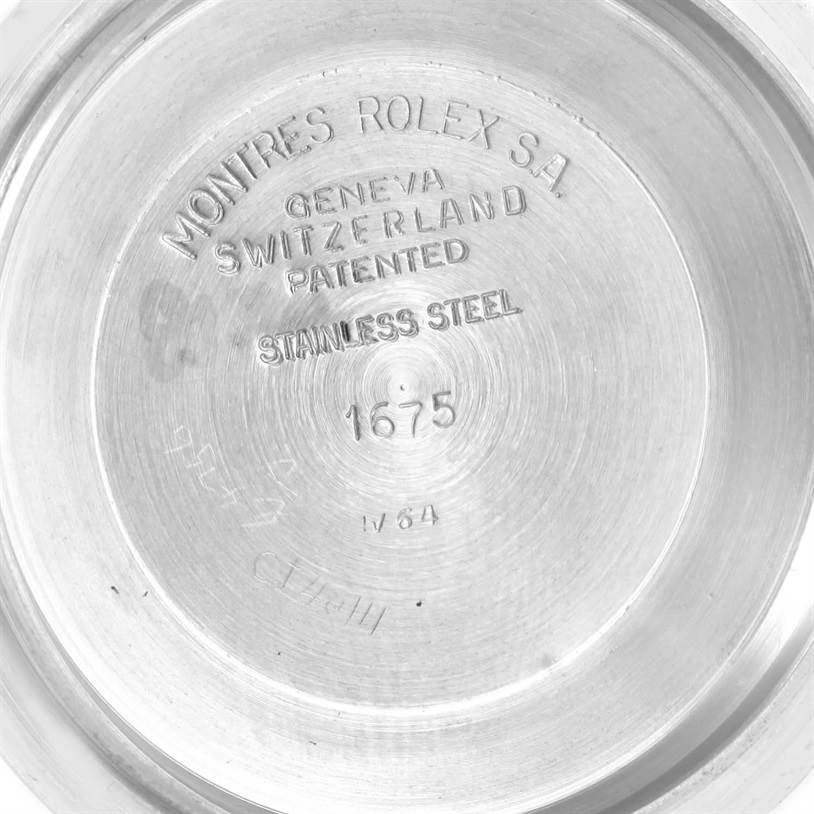 MONTRES ROLEX S.A.
GENEVA
SWITZERLAND
PATENTED
STAINLESS STEEL
1675
IV 64